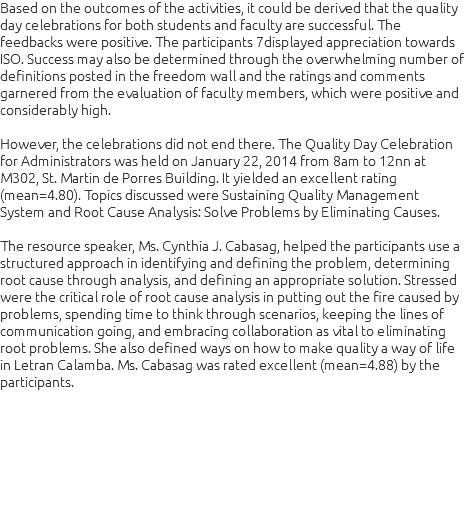 Based on the outcomes of the activities, it could be derived that the quality
day celebrations for both students and faculty are successful. The
feedbacks were positive. The participants 7displayed appreciation towards
ISO. Success may also be determined through the overwhelming number of
definitions posted in the freedom wall and the ratings and comments
garnered from the evaluation of faculty members, which were positive and
considerably high.

However, the celebrations did not end there. The Quality Day Celebration
for Administrators was held on January 22, 2014 from 8am to 12nn at
M302, St. Martin de Porres Building. It yielded an excellent rating
(mean=4.80). Topics discussed were Sustaining Quality Management
System and Root Cause Analysis: Solve Problems by Eliminating Causes.

The resource speaker, Ms. Cynthia J. Cabasag, helped the participants use a
structured approach in identifying and defining the problem, determining
root cause through analysis, and defining an appropriate solution. Stressed
were the critical role of root cause analysis in putting out the fire caused by
problems, spending time to think through scenarios, keeping the lines of
communication going, and embracing collaboration as vital to eliminating
root problems. She also defined ways on how to make quality a way of life
in Letran Calamba. Ms. Cabasag was rated excellent (mean=4.88) by the
participants.